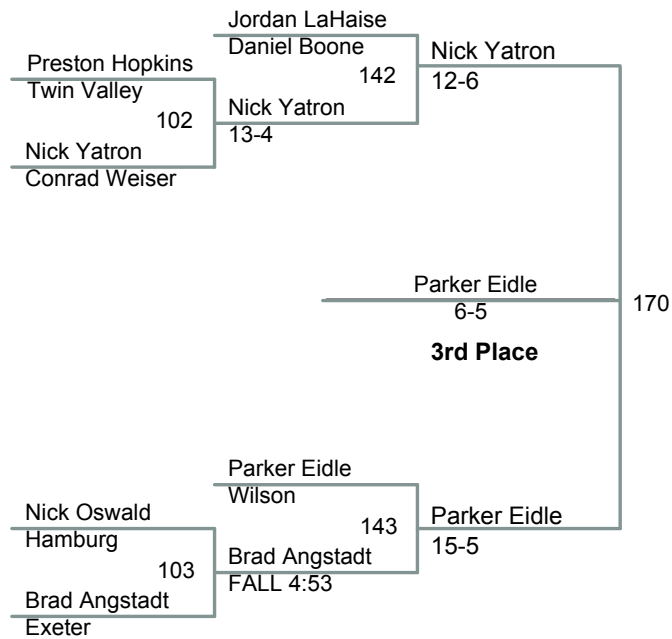 Jordan LaHaise
Daniel Boone
Preston Hopkins
Twin Valley
142
Nick Yatron
12-6
102
Nick Yatron
13-4
Nick Yatron
Conrad Weiser
Parker Eidle
6-5
170
3rd Place
Parker Eidle
Wilson
Nick Oswald
Hamburg
143
Parker Eidle
15-5
103
Brad Angstadt
FALL 4:53
Brad Angstadt
Exeter